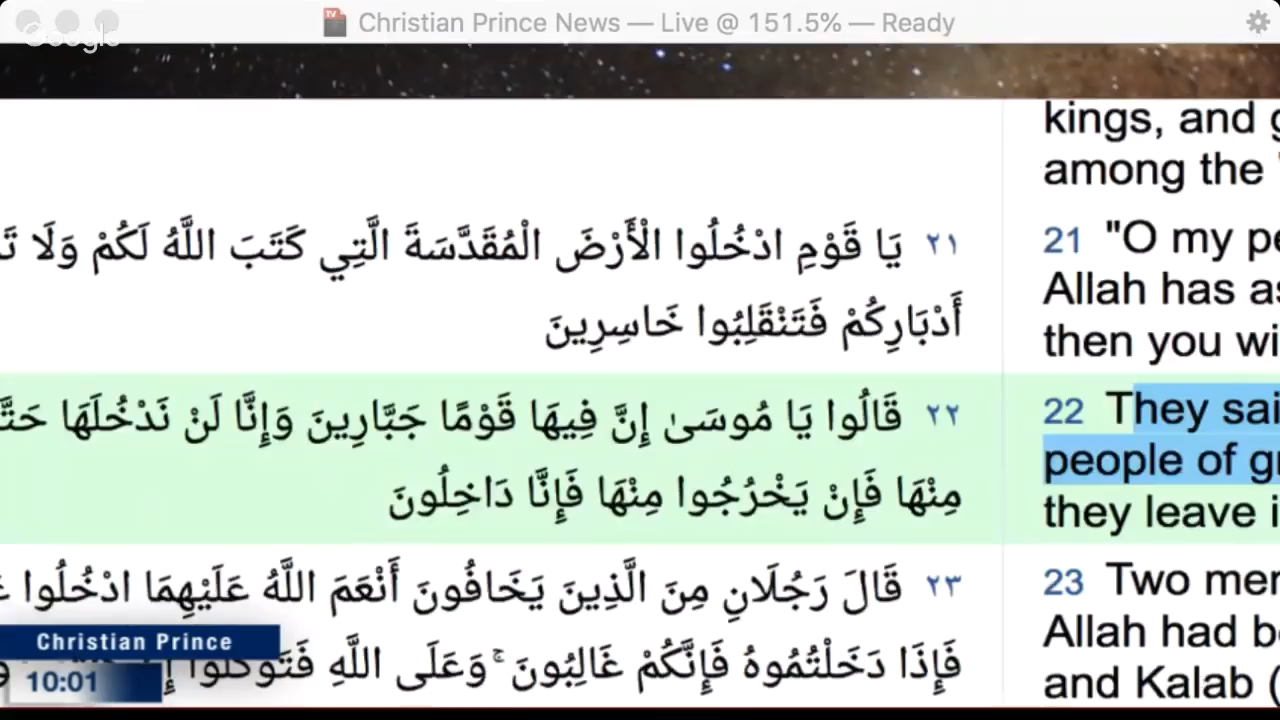 Christian Prince News — Live @ 151.5% — Ready
Google
kings, and
among the
٢١ يَا قَوْمِ ادْخُلُوا الْأَرْضَ الْمُقَدَّسَةَ الَّتِي كَتَبَ اللَّهُ لَكُمْ وَلَا
أَدْبَارِكُمْ فَتَنْقَلِبُوا خَاسِرِينَ
21 "O my
Allah has
then you
٢٢ قَالُوا يَا مُوسَىٰ إِنَّ فِيهَا قَوْمًا جَبَّارِينَ وَإِنَّا لَنْ نَدْخُلَهَا
مِنْهَا فَإِنْ يَخْرُجُوا مِنْهَا فَإِنَّا دَاخِلُونَ
22 They
people of
they leave
٢٣ قَالَ رَجُلَانِ مِنَ الَّذِينَ يَخَافُونَ أَنْعَمَ اللَّهُ عَلَيْهِمَا ادْخُلُوا
فَإِذَا دَخَلْتُمُوهُ فَإِنَّكُمْ غَالِبُونَ ۚ وَعَلَى اللَّهِ فَتَوَكَّلُوا
23 Two
Allah had
and Kalab (
Christian Prince
10:01